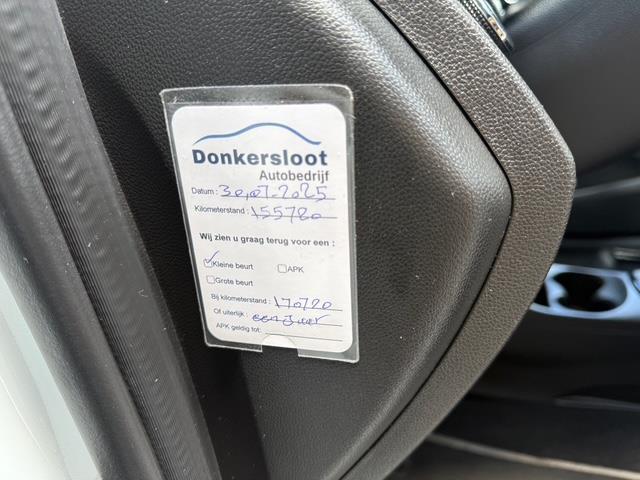 Donkersloot
Autobedrijf
Datum : 30,07-2025
Kilometerstand : 155720
Wij zien u graag terug voor een :
Kleine beurt APK
Grote beurt
Bij kilometerstand : 170720
Of uiterlijk : een Jaar
APK geldig tot: